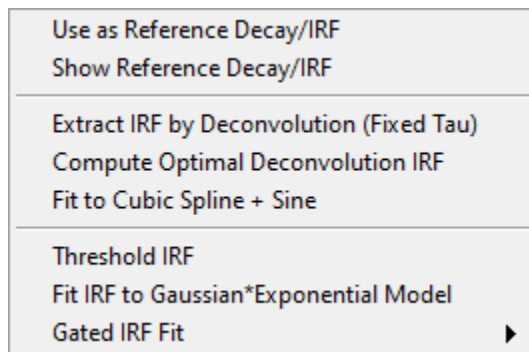 Use as Reference Decay/IRF
Show Reference Decay/IRF
Extract IRF by Deconvolution (Fixed Tau)
Compute Optimal Deconvolution IRF
Fit to Cubic Spline + Sine
Threshold IRF
Fit IRF to Gaussian*Exponential Model
Gated IRF Fit